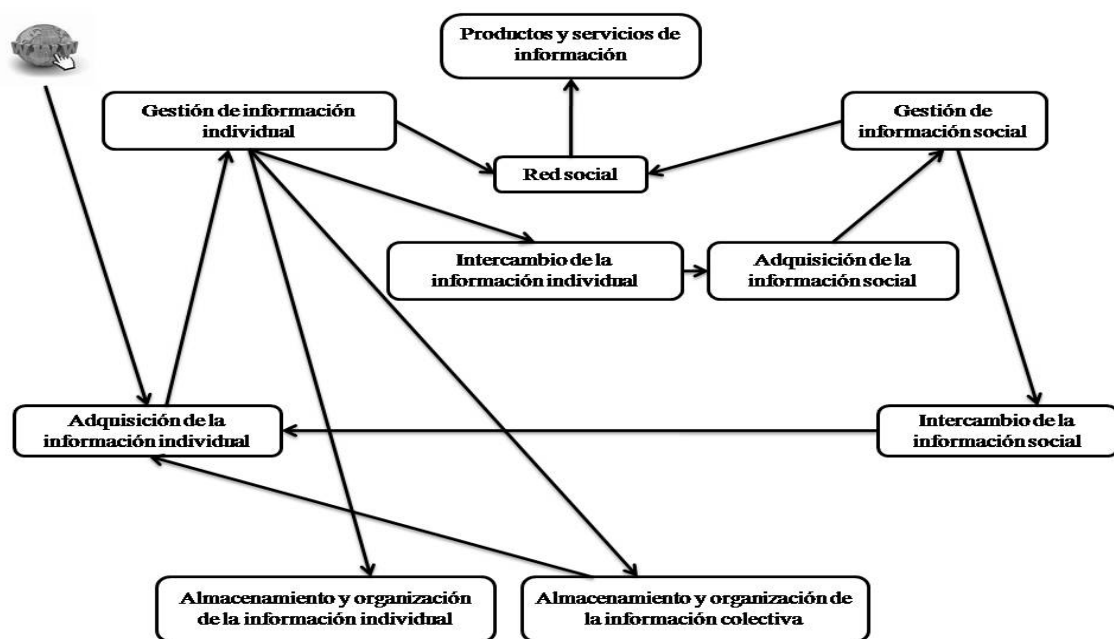 WWW
Productos y servicios de
información
Gestión de información
individual
Gestión de
información social
Red social
Intercambio de la
información individual
Adquisición de la
información social
Adquisición de la
información individual
Intercambio de la
información social
Almacenamiento y organización
de la información individual
Almacenamiento y organización de
la información colectiva